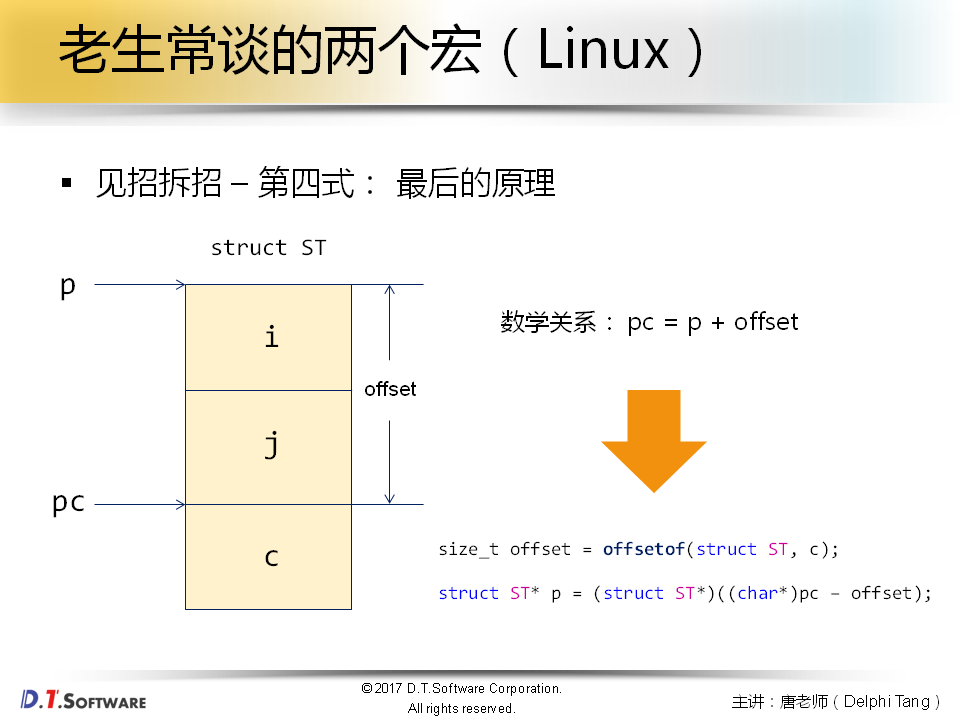 老生常谈的两个宏（Linux）
▪ 见招拆招 – 第四式： 最后的原理
struct ST
p
i
数学关系： pc = p + offset
offset
j
pc
c
size_t offset = offsetof(struct ST, c);
struct ST* p = (struct ST*)((char*)pc – offset);
D.T.SOFTWARE
©2017 D.T.Software Corporation.
All rights reserved.
主讲：唐老师（Delphi Tang）